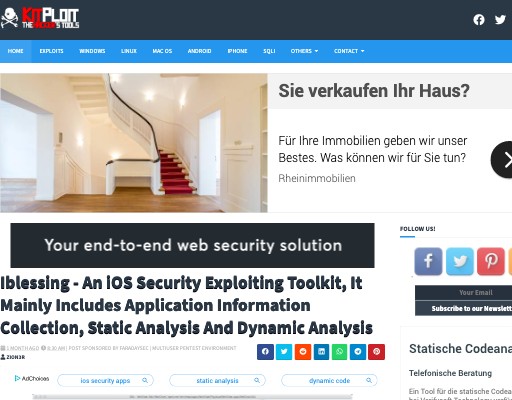 KITPLOIT
THE HACKER'S TOOLS
HOME EXPLOITS WINDOWS LINUX MAC OS ANDROID IPHONE SQLI OTHERS CONTACT
Sie verkaufen Ihr Haus?
Für Ihre Immobilien geben wir unser
Bestes. Was können wir für Sie tun?
Rheinimmobilien
Your end-to-end web security solution
Iblessing - An iOS Security Exploiting Toolkit, It
Mainly Includes Application Information
Collection, Static Analysis And Dynamic Analysis
1 MONTH AGO 8:30 AM | POST SPONSORED BY FARADAYSEC | MULTIUSER PENTEST ENVIRONMENT
ZION3R
AdChoices
ios security apps
static analysis
dynamic code
FOLLOW US!
Your Email
Subscribe to our Newslett
Statische Codeana
Telefonische Beratung
Ein Tool für die statische Codeanal